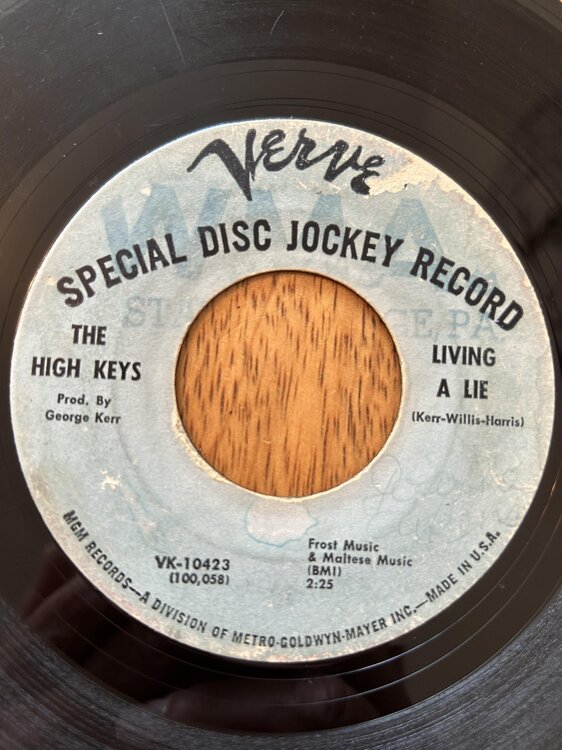 Verve
SPECIAL DISC JOCKEY RECORD
THE
HIGH KEYS
Prod. By
George Kerr
LIVING
A LIE
(Kerr-Willis-Harris)
VK-10423
(100,058)
Frost Music
& Maltese Music
(BMI)
2:25
MGM RECORDS—A DIVISION OF METRO-GOLDWYN-MAYER INC.—MADE IN U.S.A.